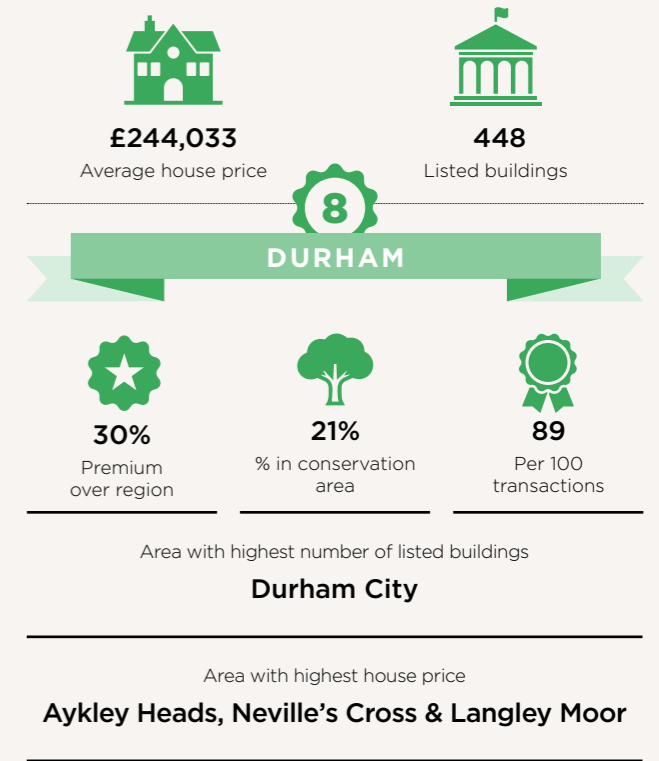 £244,033
Average house price
448
Listed buildings
8
DURHAM
30%
Premium
over region
21%
% in conservation
area
89
Per 100
transactions
Area with highest number of listed buildings
Durham City
Area with highest house price
Aykley Heads, Neville’s Cross & Langley Moor